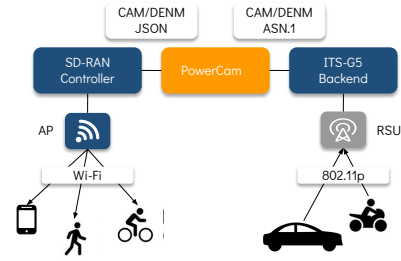 CAM/DENM
JSON
CAM/DENM
ASN.1
SD-RAN
Controller
PowerCam
ITS-G5
Backend
AP
RSU
Wi-Fi
802.11p